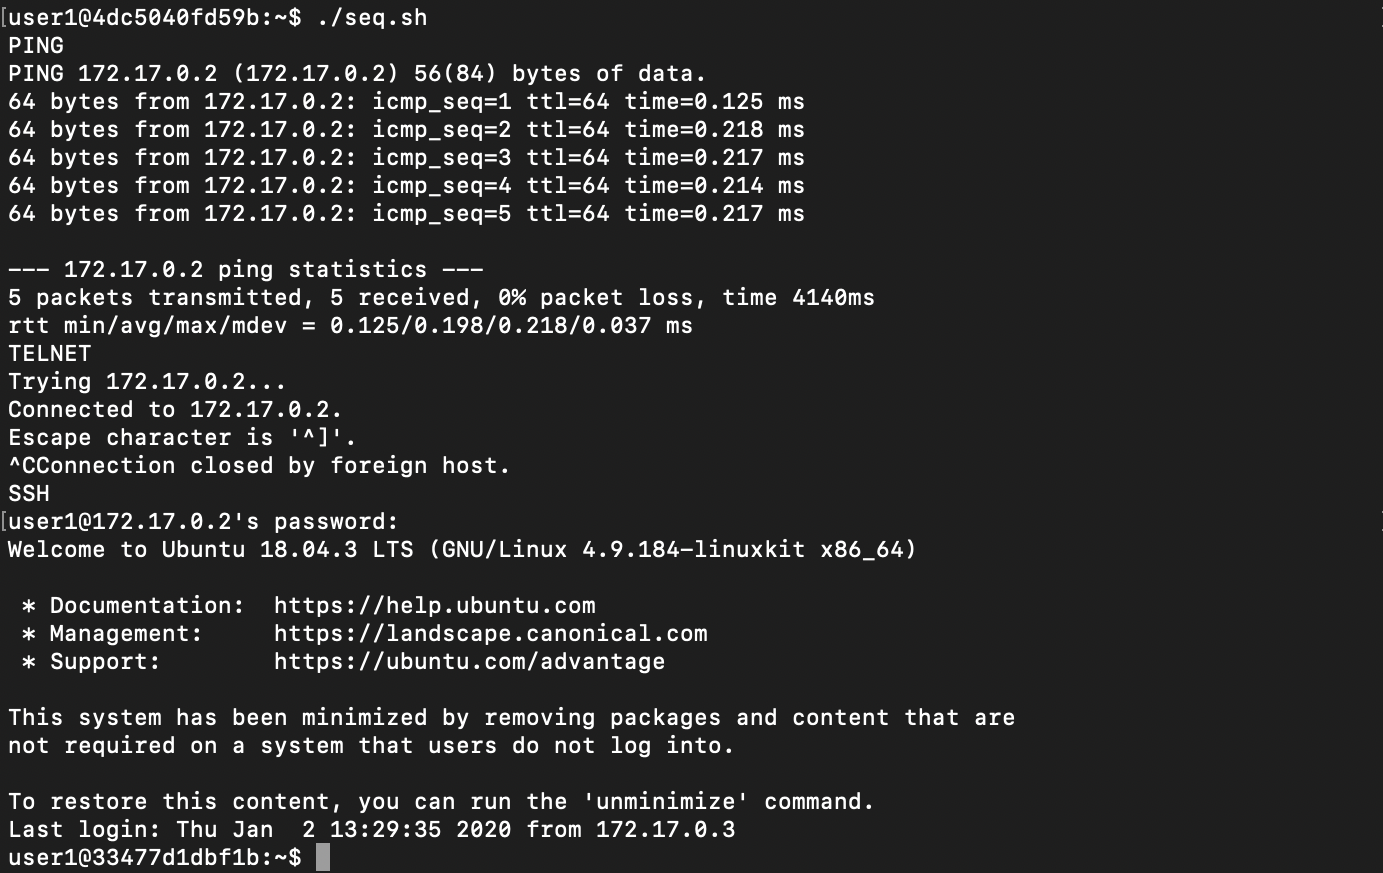 [user1@4dc5040fd59b:~$ ./seq.sh
PING
PING 172.17.0.2 (172.17.0.2) 56(84) bytes of data.
64 bytes from 172.17.0.2: icmp_seq=1 ttl=64 time=0.125 ms
64 bytes from 172.17.0.2: icmp_seq=2 ttl=64 time=0.218 ms
64 bytes from 172.17.0.2: icmp_seq=3 ttl=64 time=0.217 ms
64 bytes from 172.17.0.2: icmp_seq=4 ttl=64 time=0.214 ms
64 bytes from 172.17.0.2: icmp_seq=5 ttl=64 time=0.217 ms

--- 172.17.0.2 ping statistics ---
5 packets transmitted, 5 received, 0% packet loss, time 4140ms
rtt min/avg/max/mdev = 0.125/0.198/0.218/0.037 ms
TELNET
Trying 172.17.0.2...
Connected to 172.17.0.2.
Escape character is '^]'.
^CConnection closed by foreign host.
SSH
[user1@172.17.0.2's password:
Welcome to Ubuntu 18.04.3 LTS (GNU/Linux 4.9.184-linuxkit x86_64)

 * Documentation:  https://help.ubuntu.com
 * Management:     https://landscape.canonical.com
 * Support:        https://ubuntu.com/advantage

This system has been minimized by removing packages and content that are
not required on a system that users do not log into.

To restore this content, you can run the 'unminimize' command.
Last login: Thu Jan  2 13:29:35 2020 from 172.17.0.3
user1@33477d1dbf1b:~$